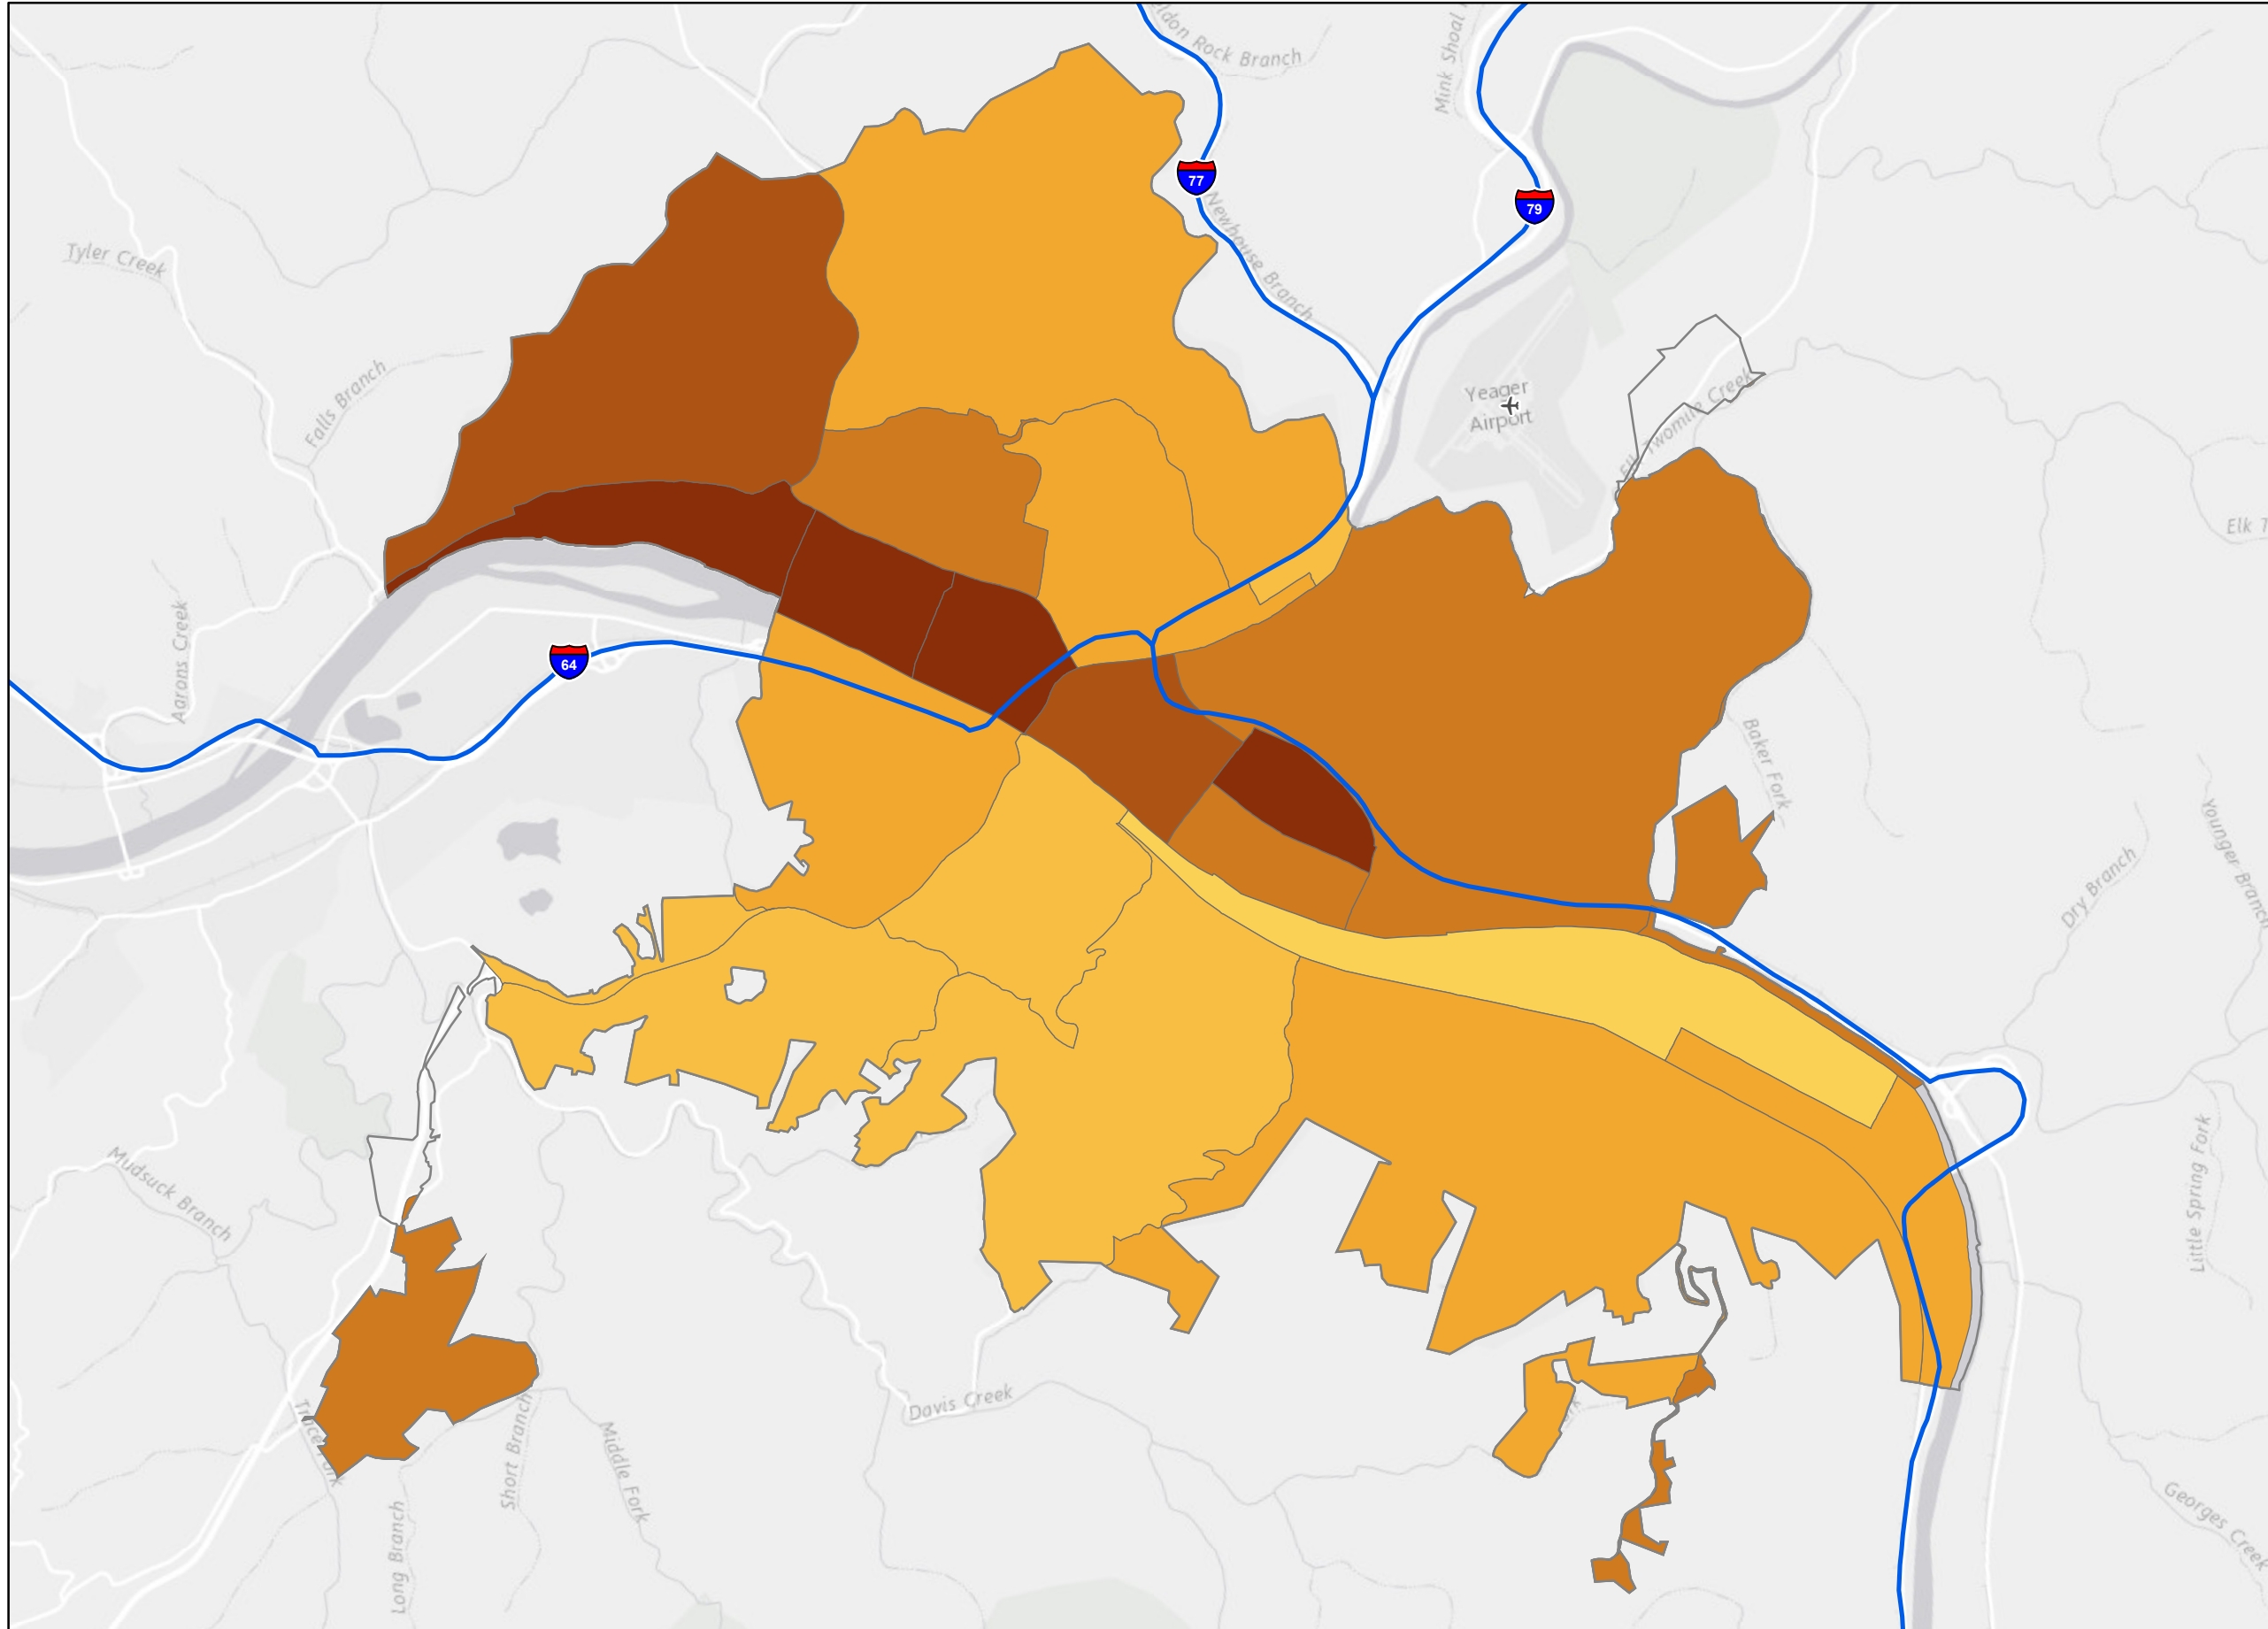 Rock Branch
Mink Shoal
77
79
Tyler Creek
Newhouse Branch
Falls Branch
Yeager
Airport
Elk Twomile Creek
Aarons Creek
64
Baker Fork
Dry Branch
Younger Branch
Mudsuck Branch
Little Spring Fork
Davis Creek
Short Branch
Middle Fork
Long Branch
Georges Creek